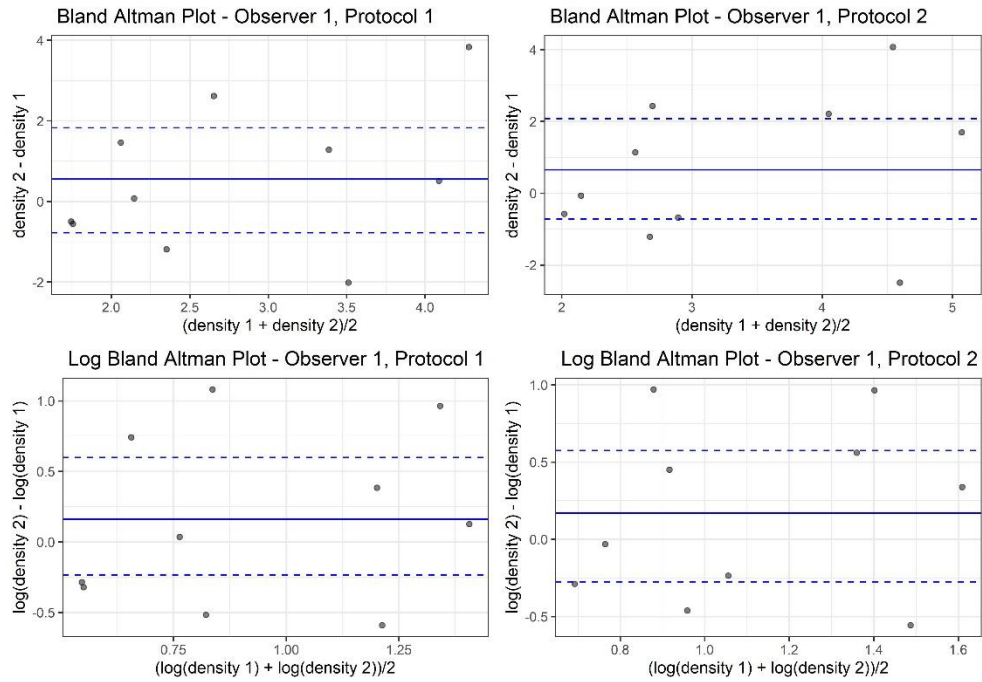 Bland Altman Plot - Observer 1, Protocol 1
4
2
0
-2
density 2 - density 1
2.0 2.5 3.0 3.5 4.0
(density 1 + density 2)/2
Bland Altman Plot - Observer 1, Protocol 2
4
2
0
-2
density 2 - density 1
2 3 4 5
(density 1 + density 2)/2
Log Bland Altman Plot - Observer 1, Protocol 1
1.0
0.5
0.0
-0.5
log(density 2) - log(density 1)
0.75 1.00 1.25
(log(density 1) + log(density 2))/2
Log Bland Altman Plot - Observer 1, Protocol 2
1.0
0.5
0.0
-0.5
log(density 2) - log(density 1)
0.8 1.0 1.2 1.4 1.6
(log(density 1) + log(density 2))/2